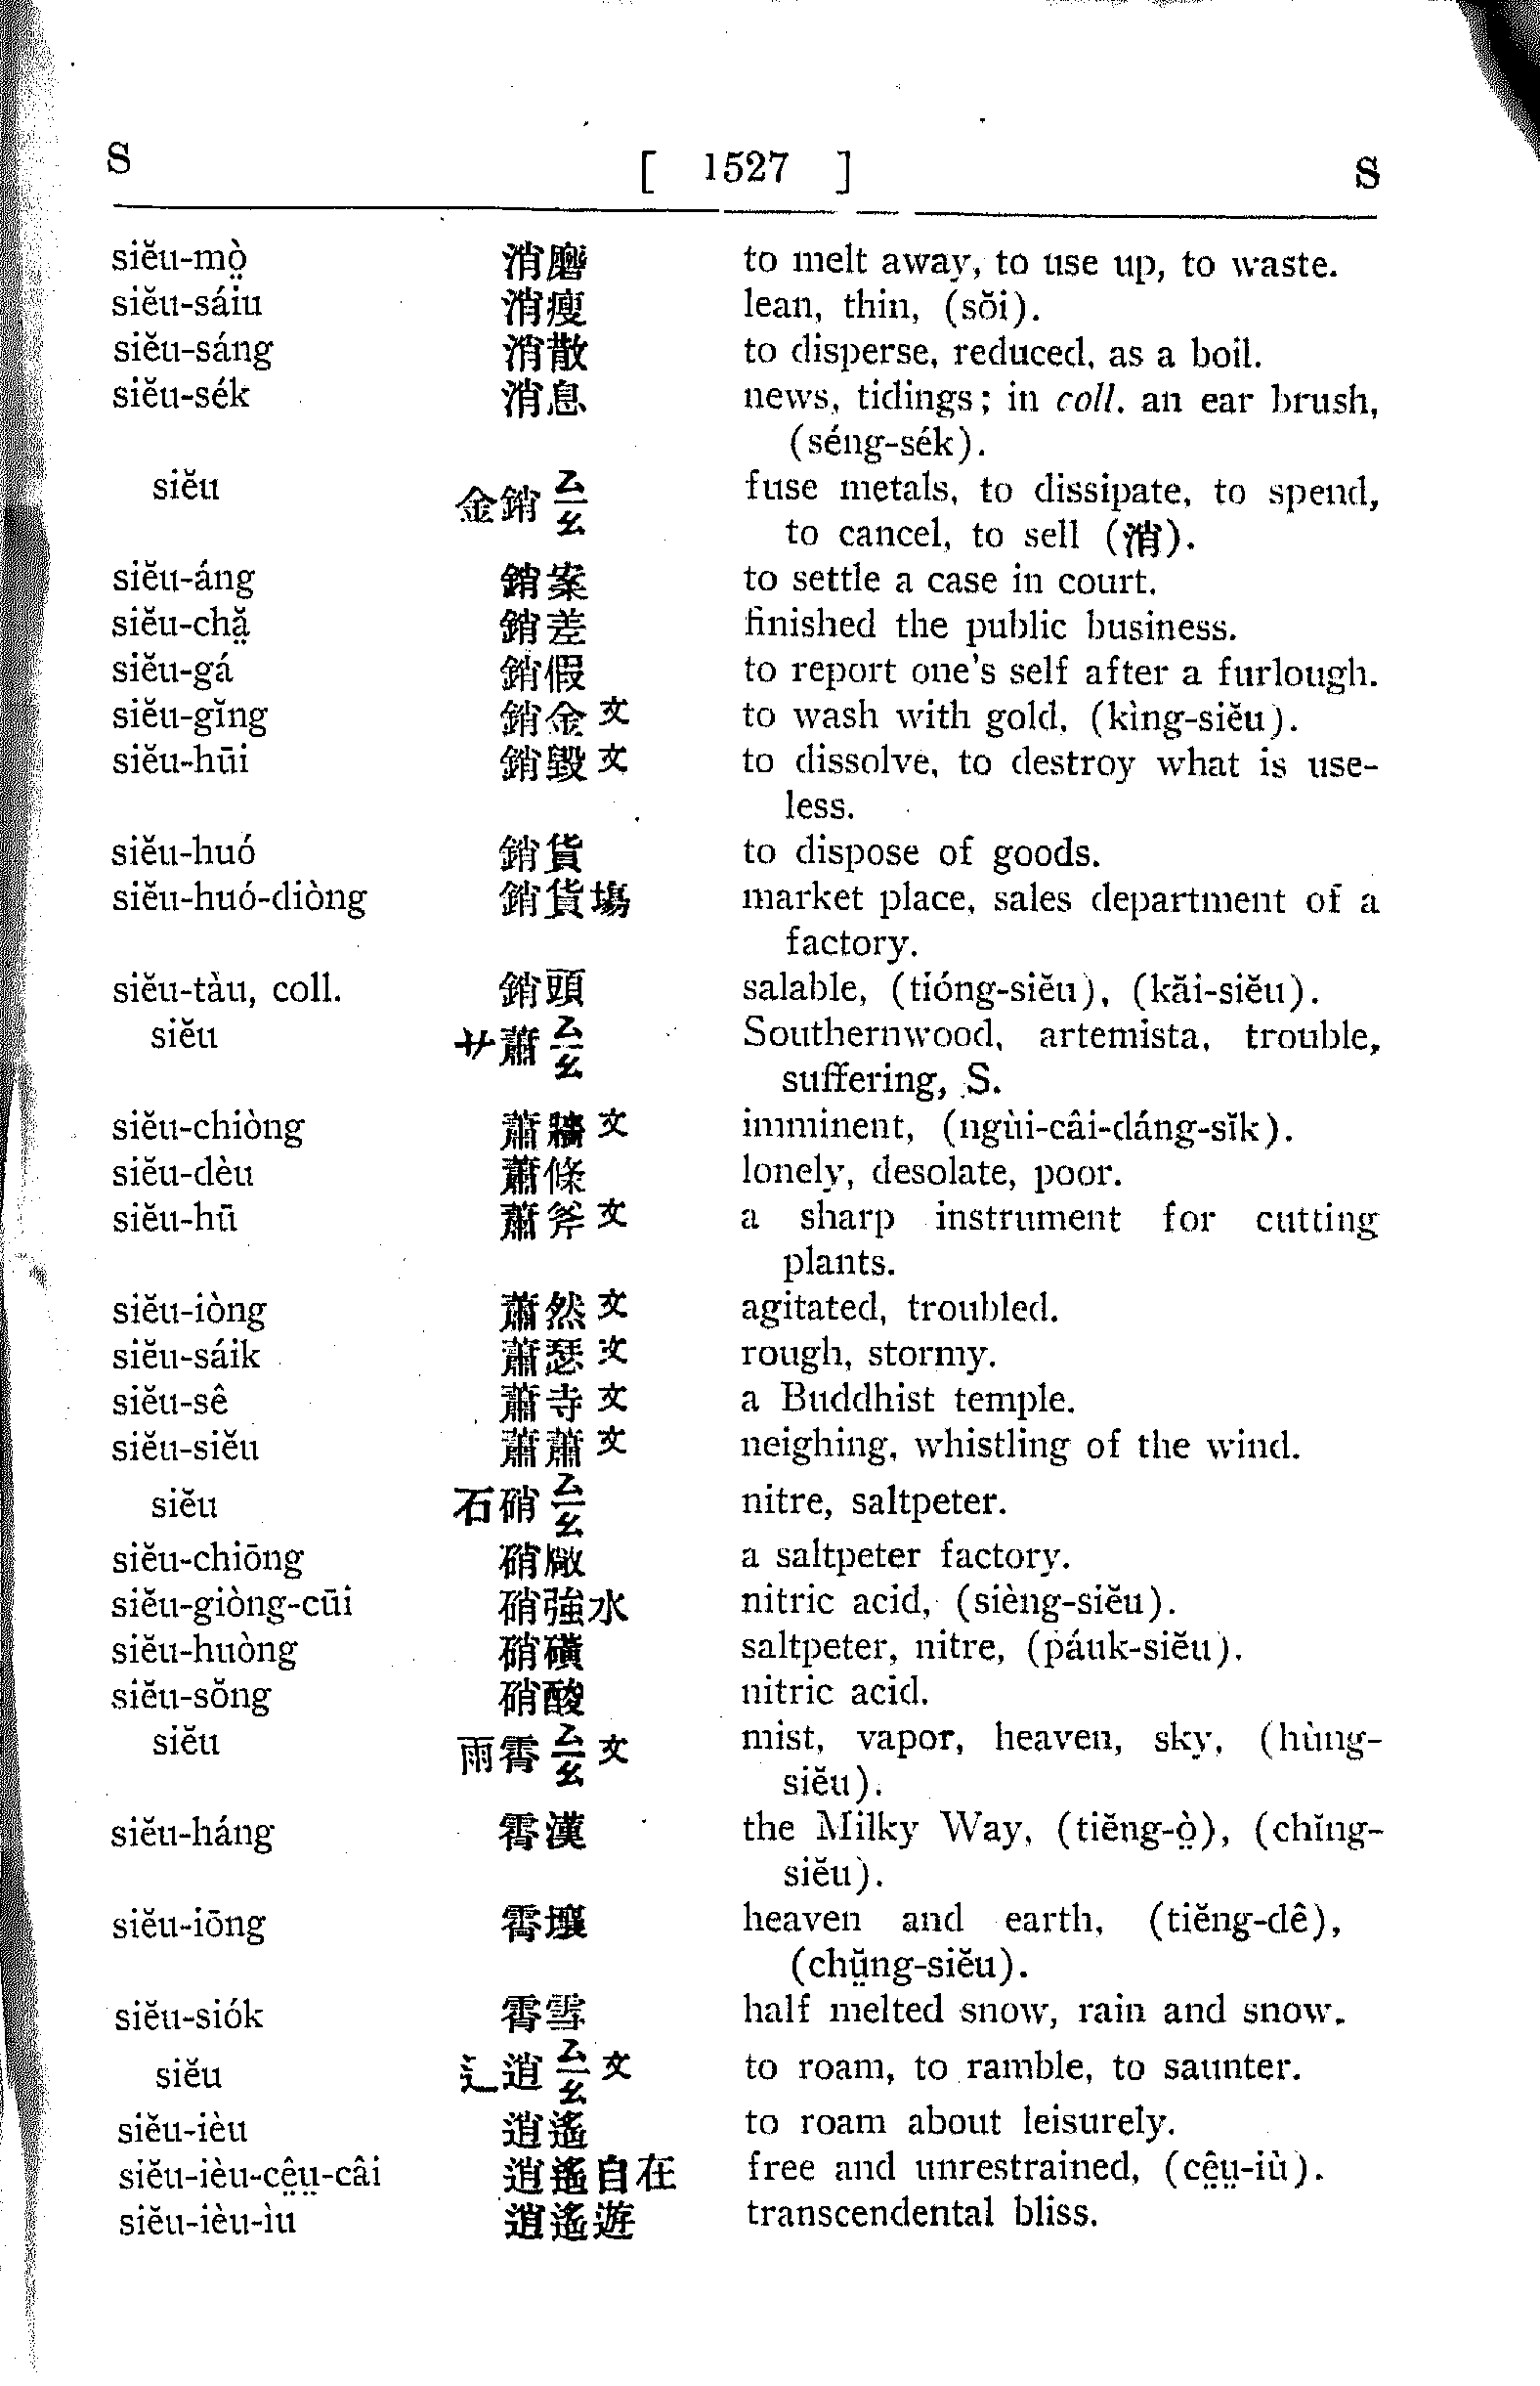 S [ 1527 ] S
siĕu-mò̤ 消磨 to melt away, to use up, to waste.
siĕu-sáiu 消瘦 lean, thin, (sŏi).
siĕu-sáng 消散 to disperse, reduced, as a boil.
siĕu-sék 消息 news, tidings; in coll. an ear brush,
(séng-sék).
siĕu 金銷 ㄙㄠ fuse metals, to dissipate, to spend,
to cancel, to sell (消).
siĕu-áng 銷案 to settle a case in court.
siĕu-chă̤ 銷差 finished the public business.
siĕu-gá 銷假 to report one's self after a furlough.
siĕu-gĭng 銷金文 to wash with gold, (kìng-siĕu).
siĕu-hūi 銷毀文 to dissolve, to destroy what is use-
less.
siĕu-huó 銷貨 to dispose of goods.
siĕu-huó-diòng 銷貨場 market place, sales department of a
factory.
siĕu-tàu, coll. 銷頭 salable, (tióng-siĕu), (kăi-siĕu).
siĕu 艹蕭 ㄙㄠ Southernwood, artemista, trouble,
suffering, S.
siĕu-chiòng 蕭牆文 imminent, (ngùi-câi-dáng-sĭk).
siĕu-dèu 蕭條 lonely, desolate, poor.
siĕu-hū 蕭斧文 a sharp instrument for cutting
plants.
siĕu-iòng 蕭然文 agitated, troubled.
siĕu-sáik 蕭瑟文 rough, stormy.
siĕu-sê 蕭寺文 a Buddhist temple.
siĕu-siĕu 蕭蕭文 neighing, whistling of the wind.
siĕu 石硝 ㄙㄠ nitre, saltpeter.
siĕu-chiōng 硝廠 a saltpeter factory.
siĕu-giòng-cūi 硝強水 nitric acid, (sièng-siĕu).
siĕu-huòng 硝磺 saltpeter, nitre, (páuk-siĕu).
siĕu-sŏng 硝酸 nitric acid.
siĕu 雨霄 ㄙㄠ 文 mist, vapor, heaven, sky, (hùng-
siĕu).
siĕu-háng 霄漢 the Milky Way, (tiĕng-ò̤), (chĭng-
siĕu).
siĕu-iōng 霄壤 heaven and earth, (tiĕng-dê),
(chṳ̆ng-siĕu).
siĕu-siók 霄雪 half melted snow, rain and snow.
siĕu 辶逍 ㄙㄠ 文 to roam, to ramble, to saunter.
siĕu-ièu 逍遙 to roam about leisurely.
siĕu-ièu-cê̤ṳ-câi 逍遙自在 free and unrestrained, (cê̤ṳ-iù).
siĕu-ièu-iù 逍遙遊 transcendental bliss.